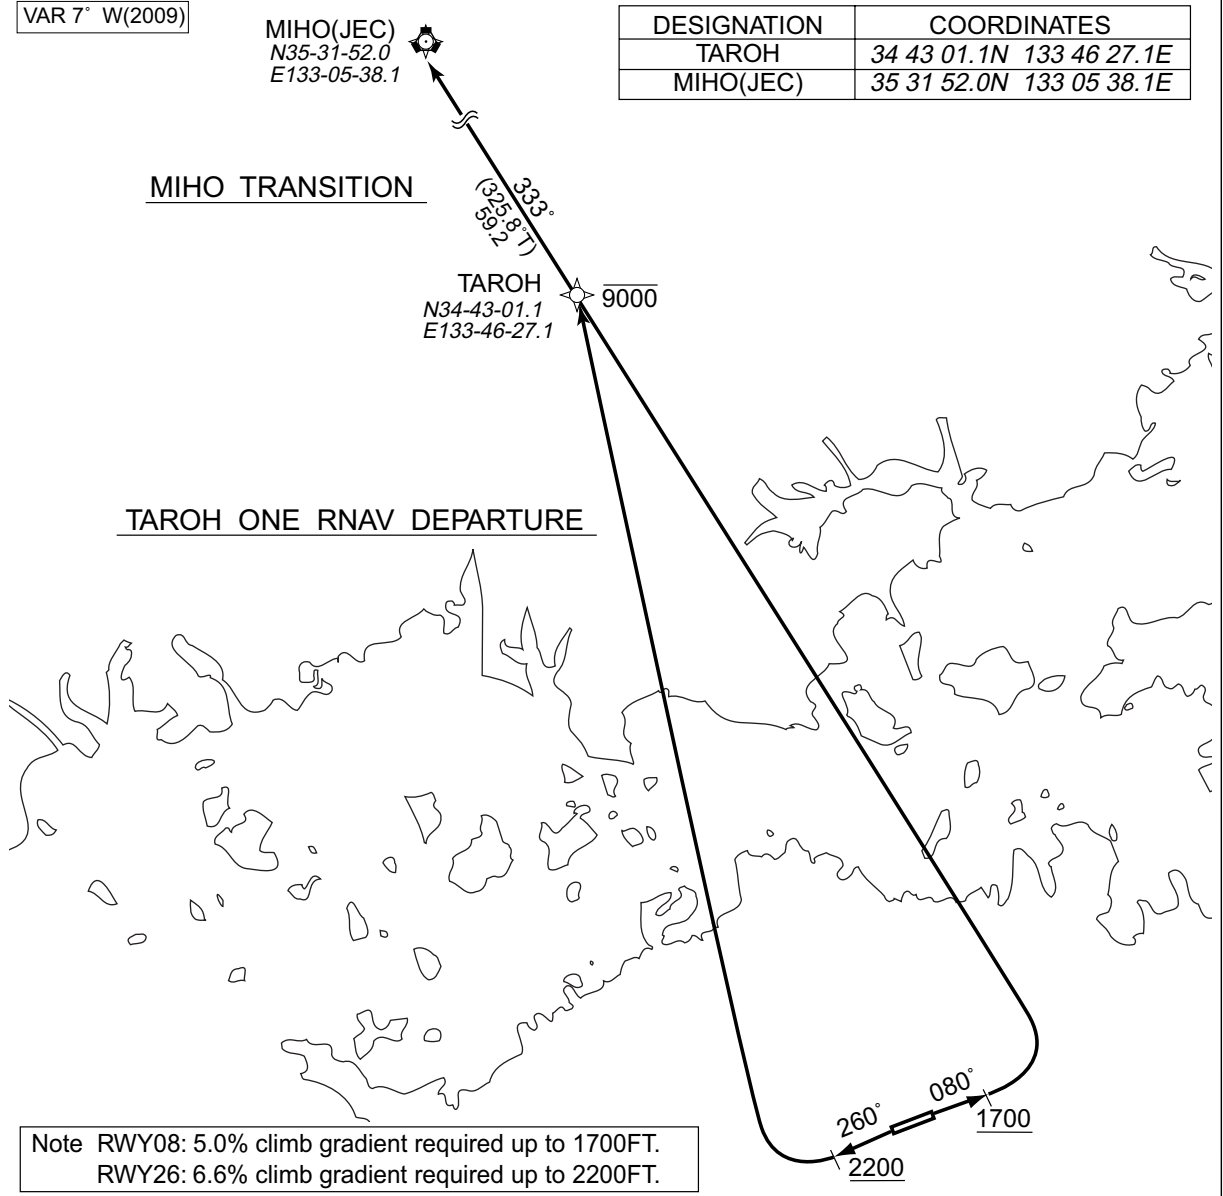 VAR 7° W(2009)
MIHO(JEC)
N35-31-52.0
E133-05-38.1
DESIGNATION COORDINATES
TAROH 34 43 01.1N 133 46 27.1E
MIHO(JEC) 35 31 52.0N 133 05 38.1E
MIHO TRANSITION
333°
(325.8°T)
59.2
TAROH
N34-43-01.1
E133-46-27.1
9000
TAROH ONE RNAV DEPARTURE
260°
080°
1700
2200
Note RWY08: 5.0% climb gradient required up to 1700FT.
RWY26: 6.6% climb gradient required up to 2200FT.